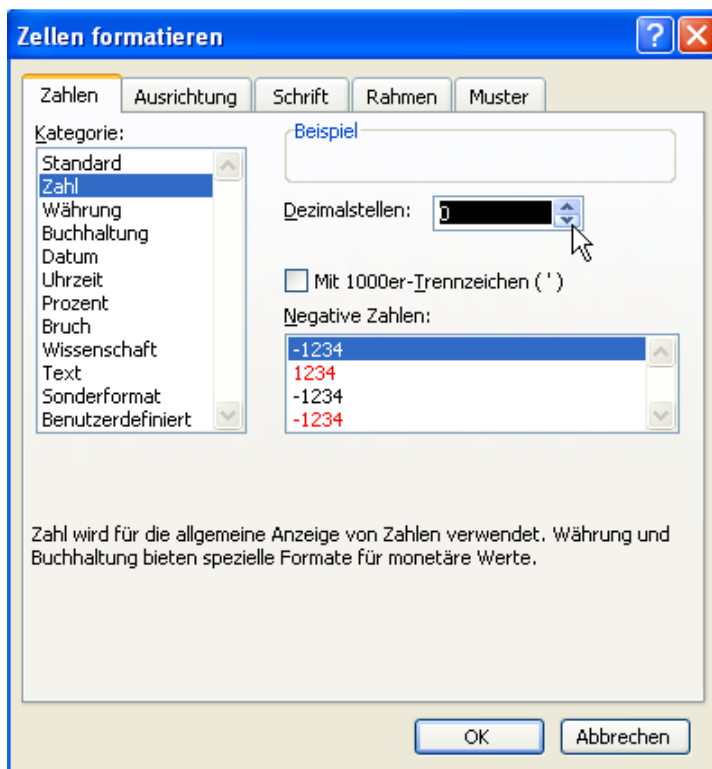 Zellen formatieren
Zahlen Ausrichtung Schrift Rahmen Muster
Kategorie:
Standard
Zahl
Währung
Buchhaltung
Datum
Uhrzeit
Prozent
Bruch
Wissenschaft
Text
Sonderformat
Benutzerdefiniert
Beispiel
Dezimalstellen: 0
Mit 1000er-Trennzeichen (')
Negative Zahlen:
-1234
1234
-1234
-1234
Zahl wird für die allgemeine Anzeige von Zahlen verwendet. Währung und
Buchhaltung bieten spezielle Formate für monetäre Werte.
OK Abbrechen